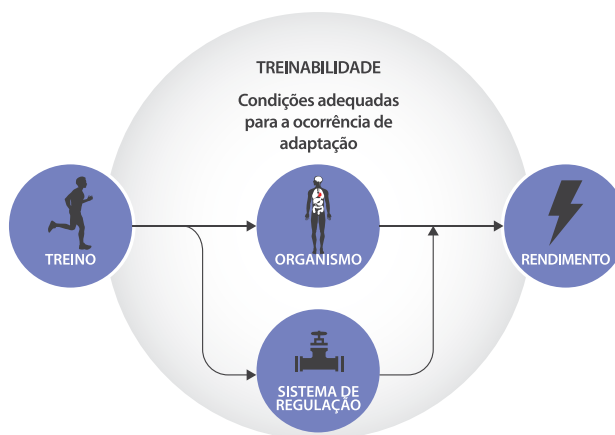 TREINABILIDADE
Condições adequadas
para a ocorrência de
adaptação
TREINO
ORGANISMO
RENDIMENTO
SISTEMA DE
REGULAÇÃO